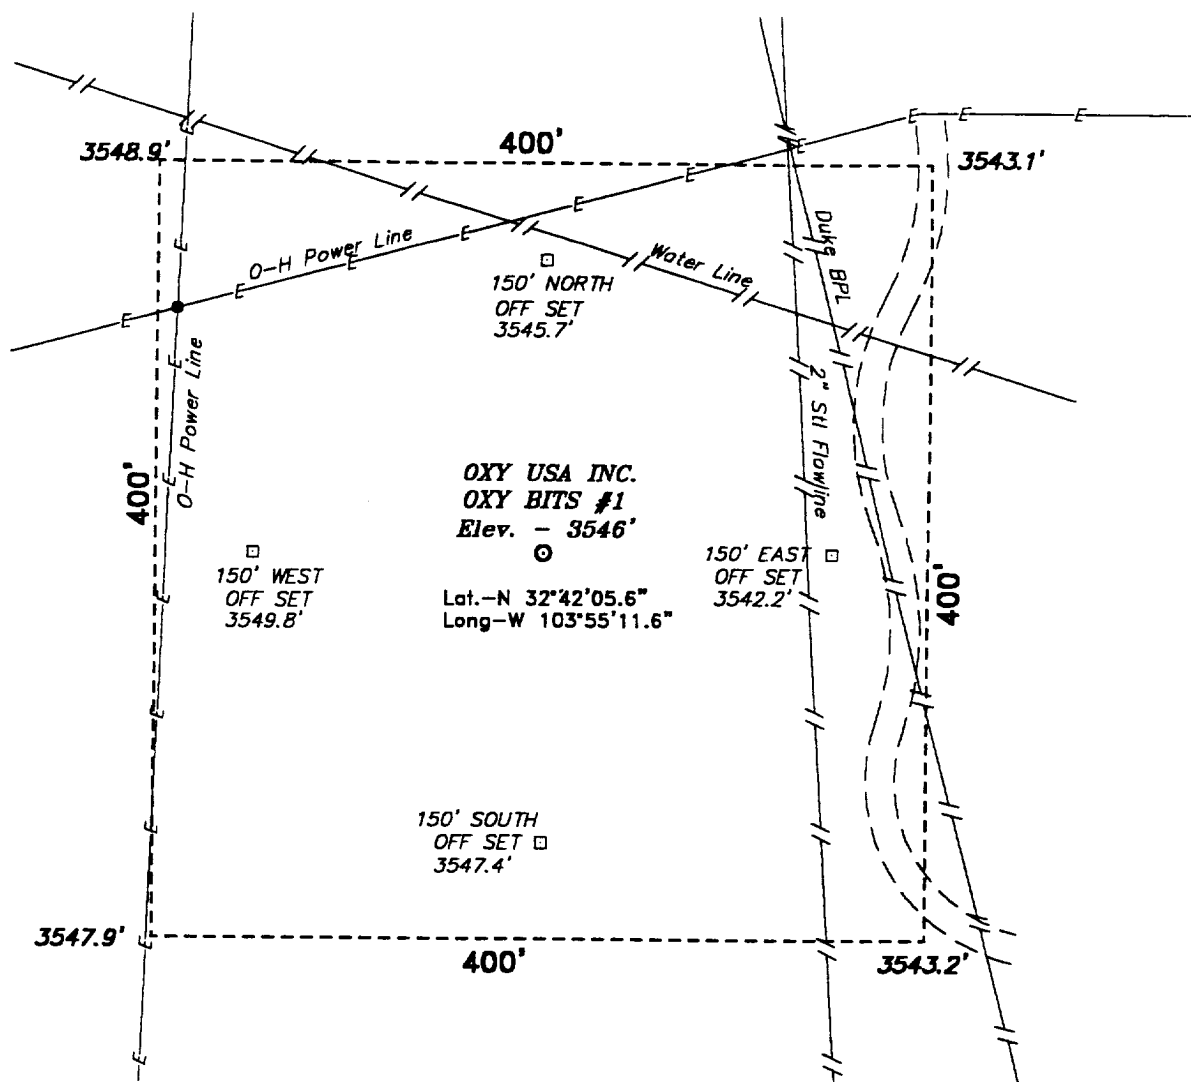 3548.9'
400'
3543.1'
O-H Power Line
Water Line
Duke BPL
150' NORTH
OFF SET
3545.7'
O-H Power Line
2" Stl Flowline
400'
OXY USA INC.
OXY BITS #1
Elev. - 3546'
150' WEST
OFF SET
3549.8'
150' EAST
OFF SET
3542.2'
Lat.-N 32°42'05.6"
Long-W 103°55'11.6"
400'
150' SOUTH
OFF SET
3547.4'
3547.9'
400'
3543.2'